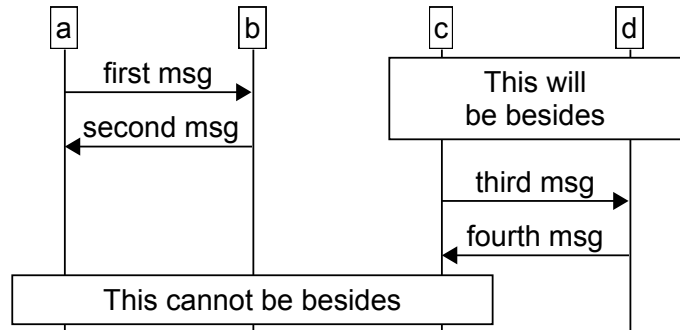 a
b
c
d
first msg
This will
be besides
second msg
third msg
fourth msg
This cannot be besides